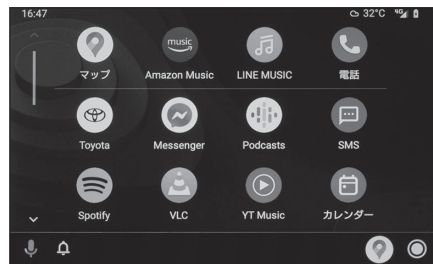 16:47
32°C 4G
music
マップ Amazon Music LINE MUSIC 電話
Toyota Messenger Podcasts SMS
Spotify VLC YT Music カレンダー